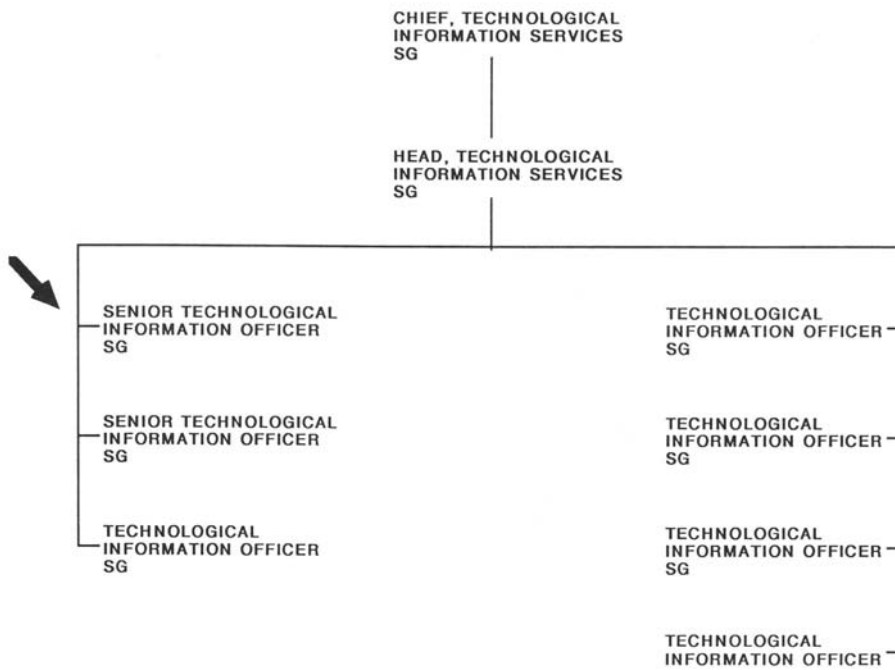 CHIEF, TECHNOLOGICAL
INFORMATION SERVICES
SG
HEAD, TECHNOLOGICAL
INFORMATION SERVICES
SG
SENIOR TECHNOLOGICAL
INFORMATION OFFICER
SG
SENIOR TECHNOLOGICAL
INFORMATION OFFICER
SG
TECHNOLOGICAL
INFORMATION OFFICER
SG
TECHNOLOGICAL
INFORMATION OFFICER
SG
TECHNOLOGICAL
INFORMATION OFFICER
SG
TECHNOLOGICAL
INFORMATION OFFICER
SG
TECHNOLOGICAL
INFORMATION OFFICER